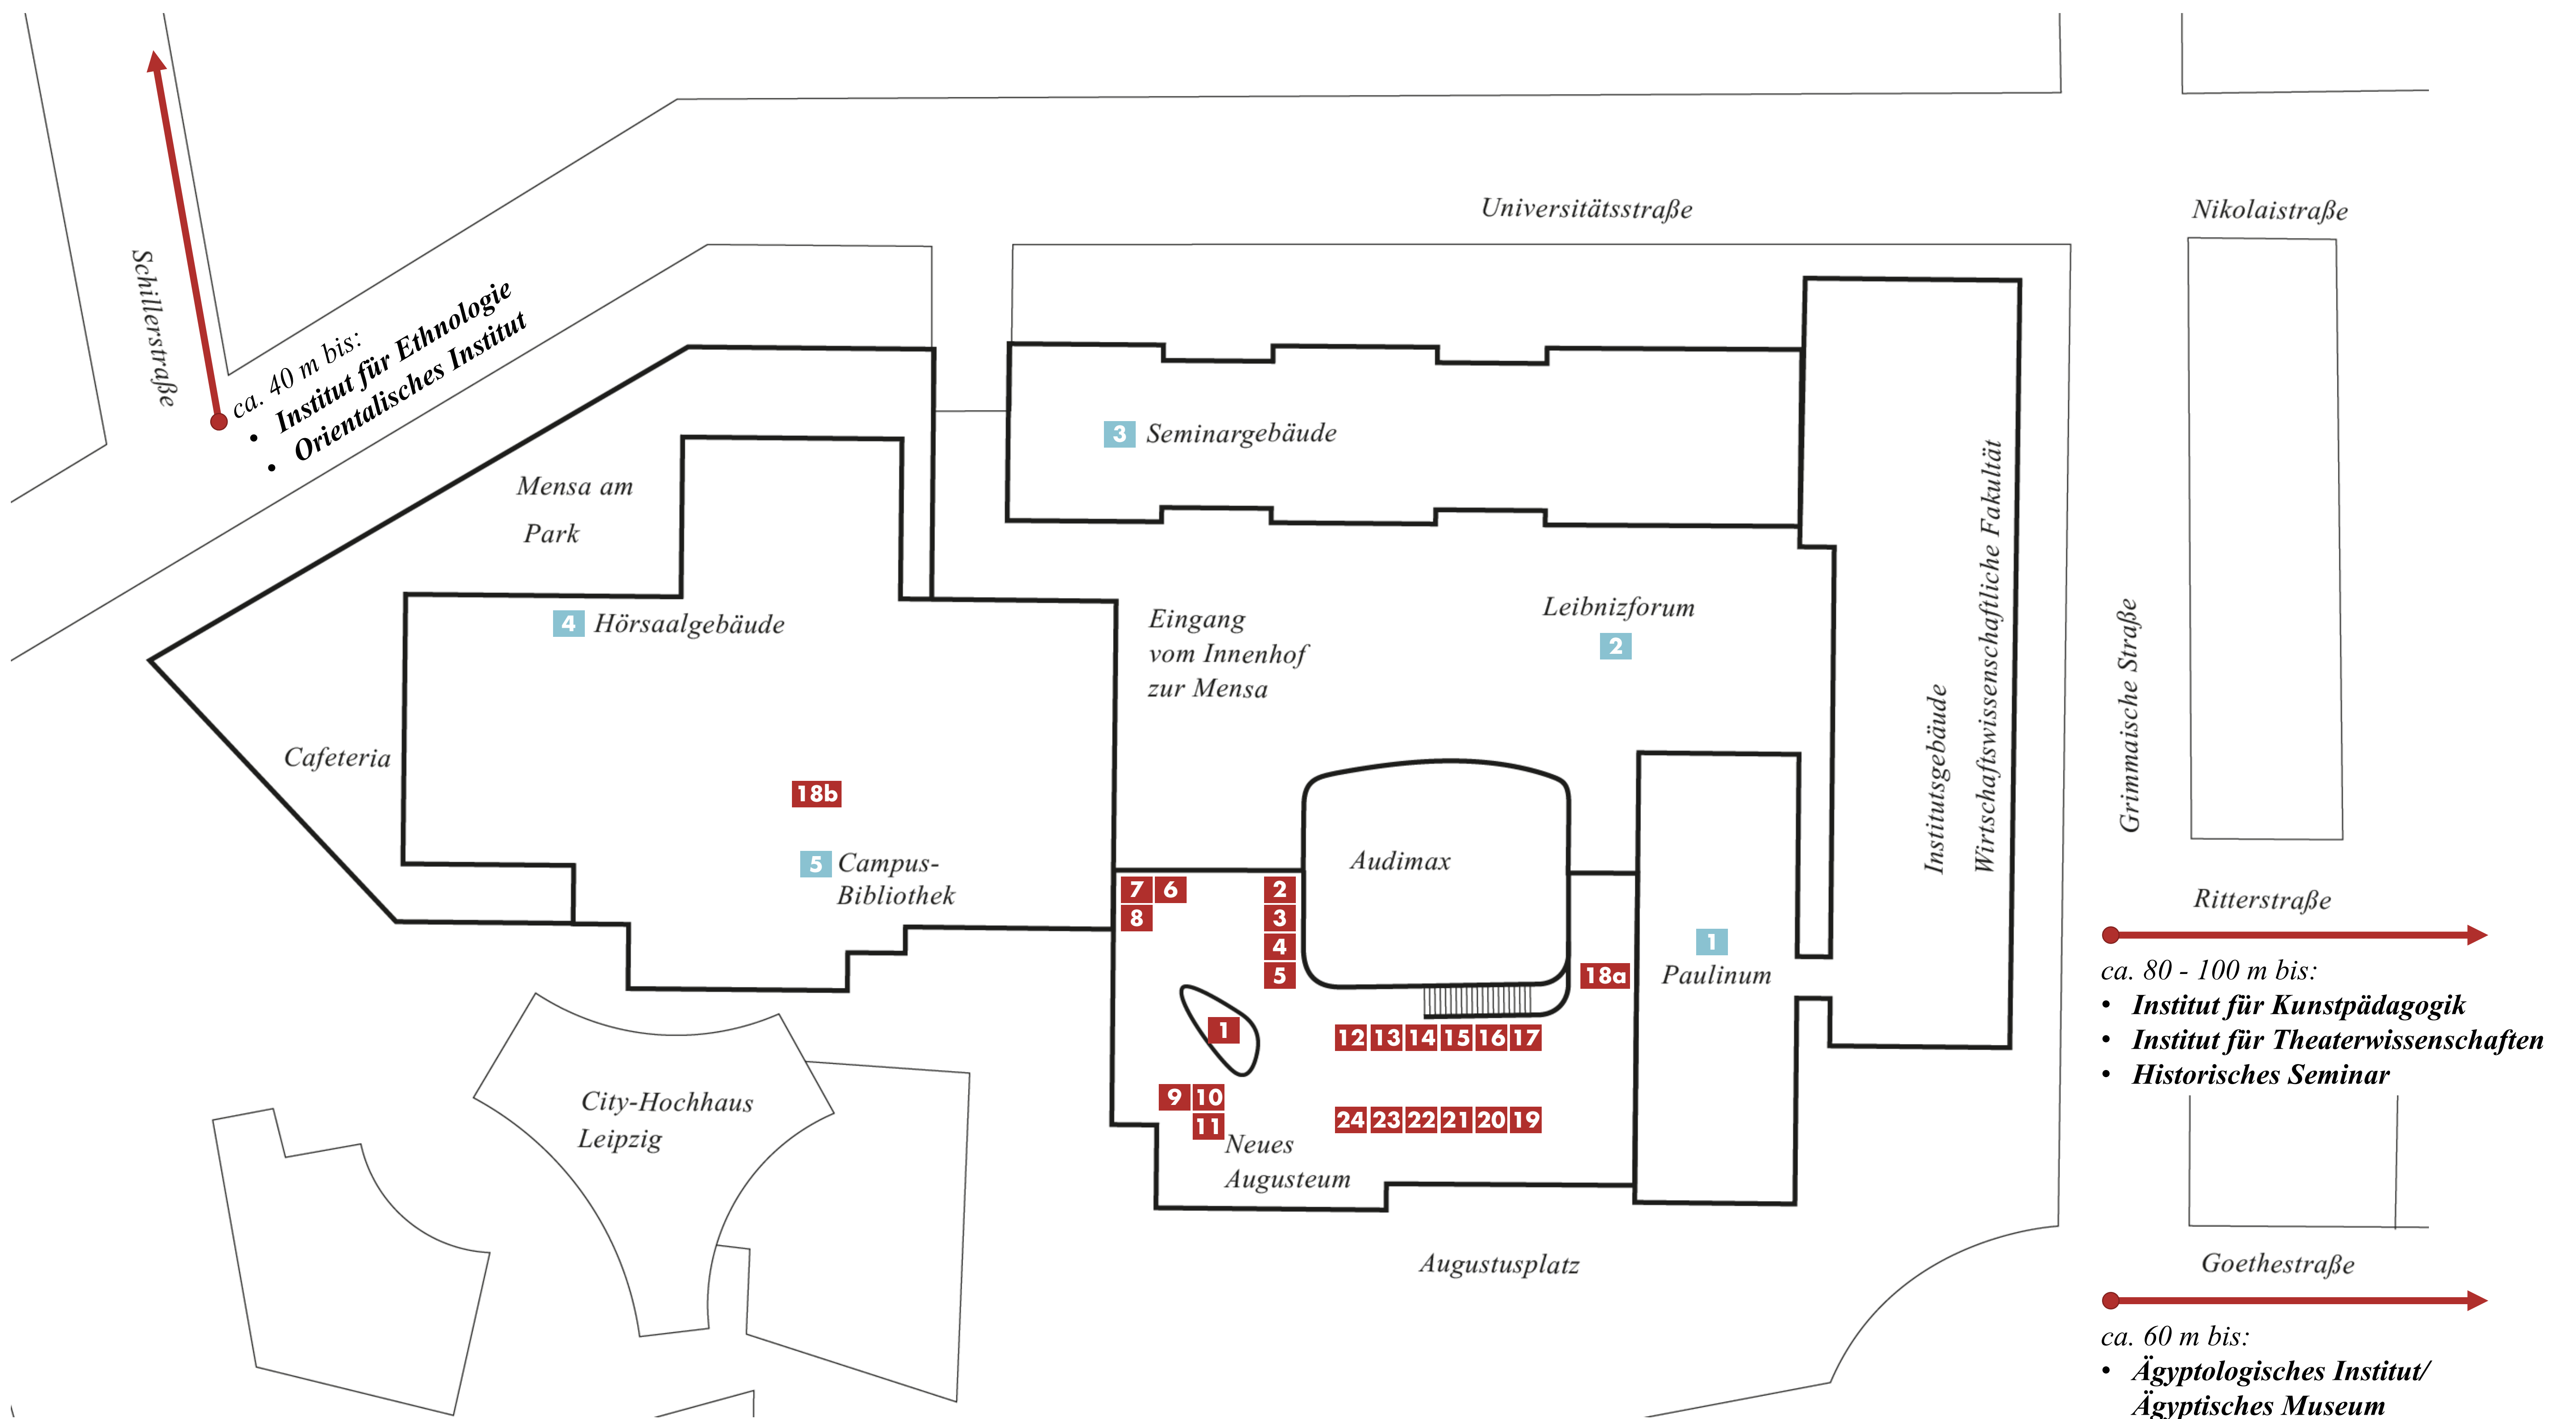 Universitätsstraße
Nikolaistraße
Schillerstraße
ca. 40 m bis:
• Institut für Ethnologie
• Orientalisches Institut
3 Seminargebäude
Mensa am
Park
4 Hörsaalgebäude
Eingang
vom Innenhof
zur Mensa
Leibnizforum
2
Institutsgebäude
Wirtschaftswissenschaftliche Fakultät
Grimmaische Straße
Cafeteria
18b
5 Campus-
Bibliothek
Audimax
7 6
8
2
3
4
5
18a
1
Paulinum
1
12 13 14 15 16 17
9 10
11
24 23 22 21 20 19
Neues
Augusteum
City-Hochhaus
Leipzig
Augustusplatz
Ritterstraße
ca. 80 - 100 m bis:
• Institut für Kunstpädagogik
• Institut für Theaterwissenschaften
• Historisches Seminar
Goethestraße
ca. 60 m bis:
• Ägyptologisches Institut/
Ägyptisches Museum